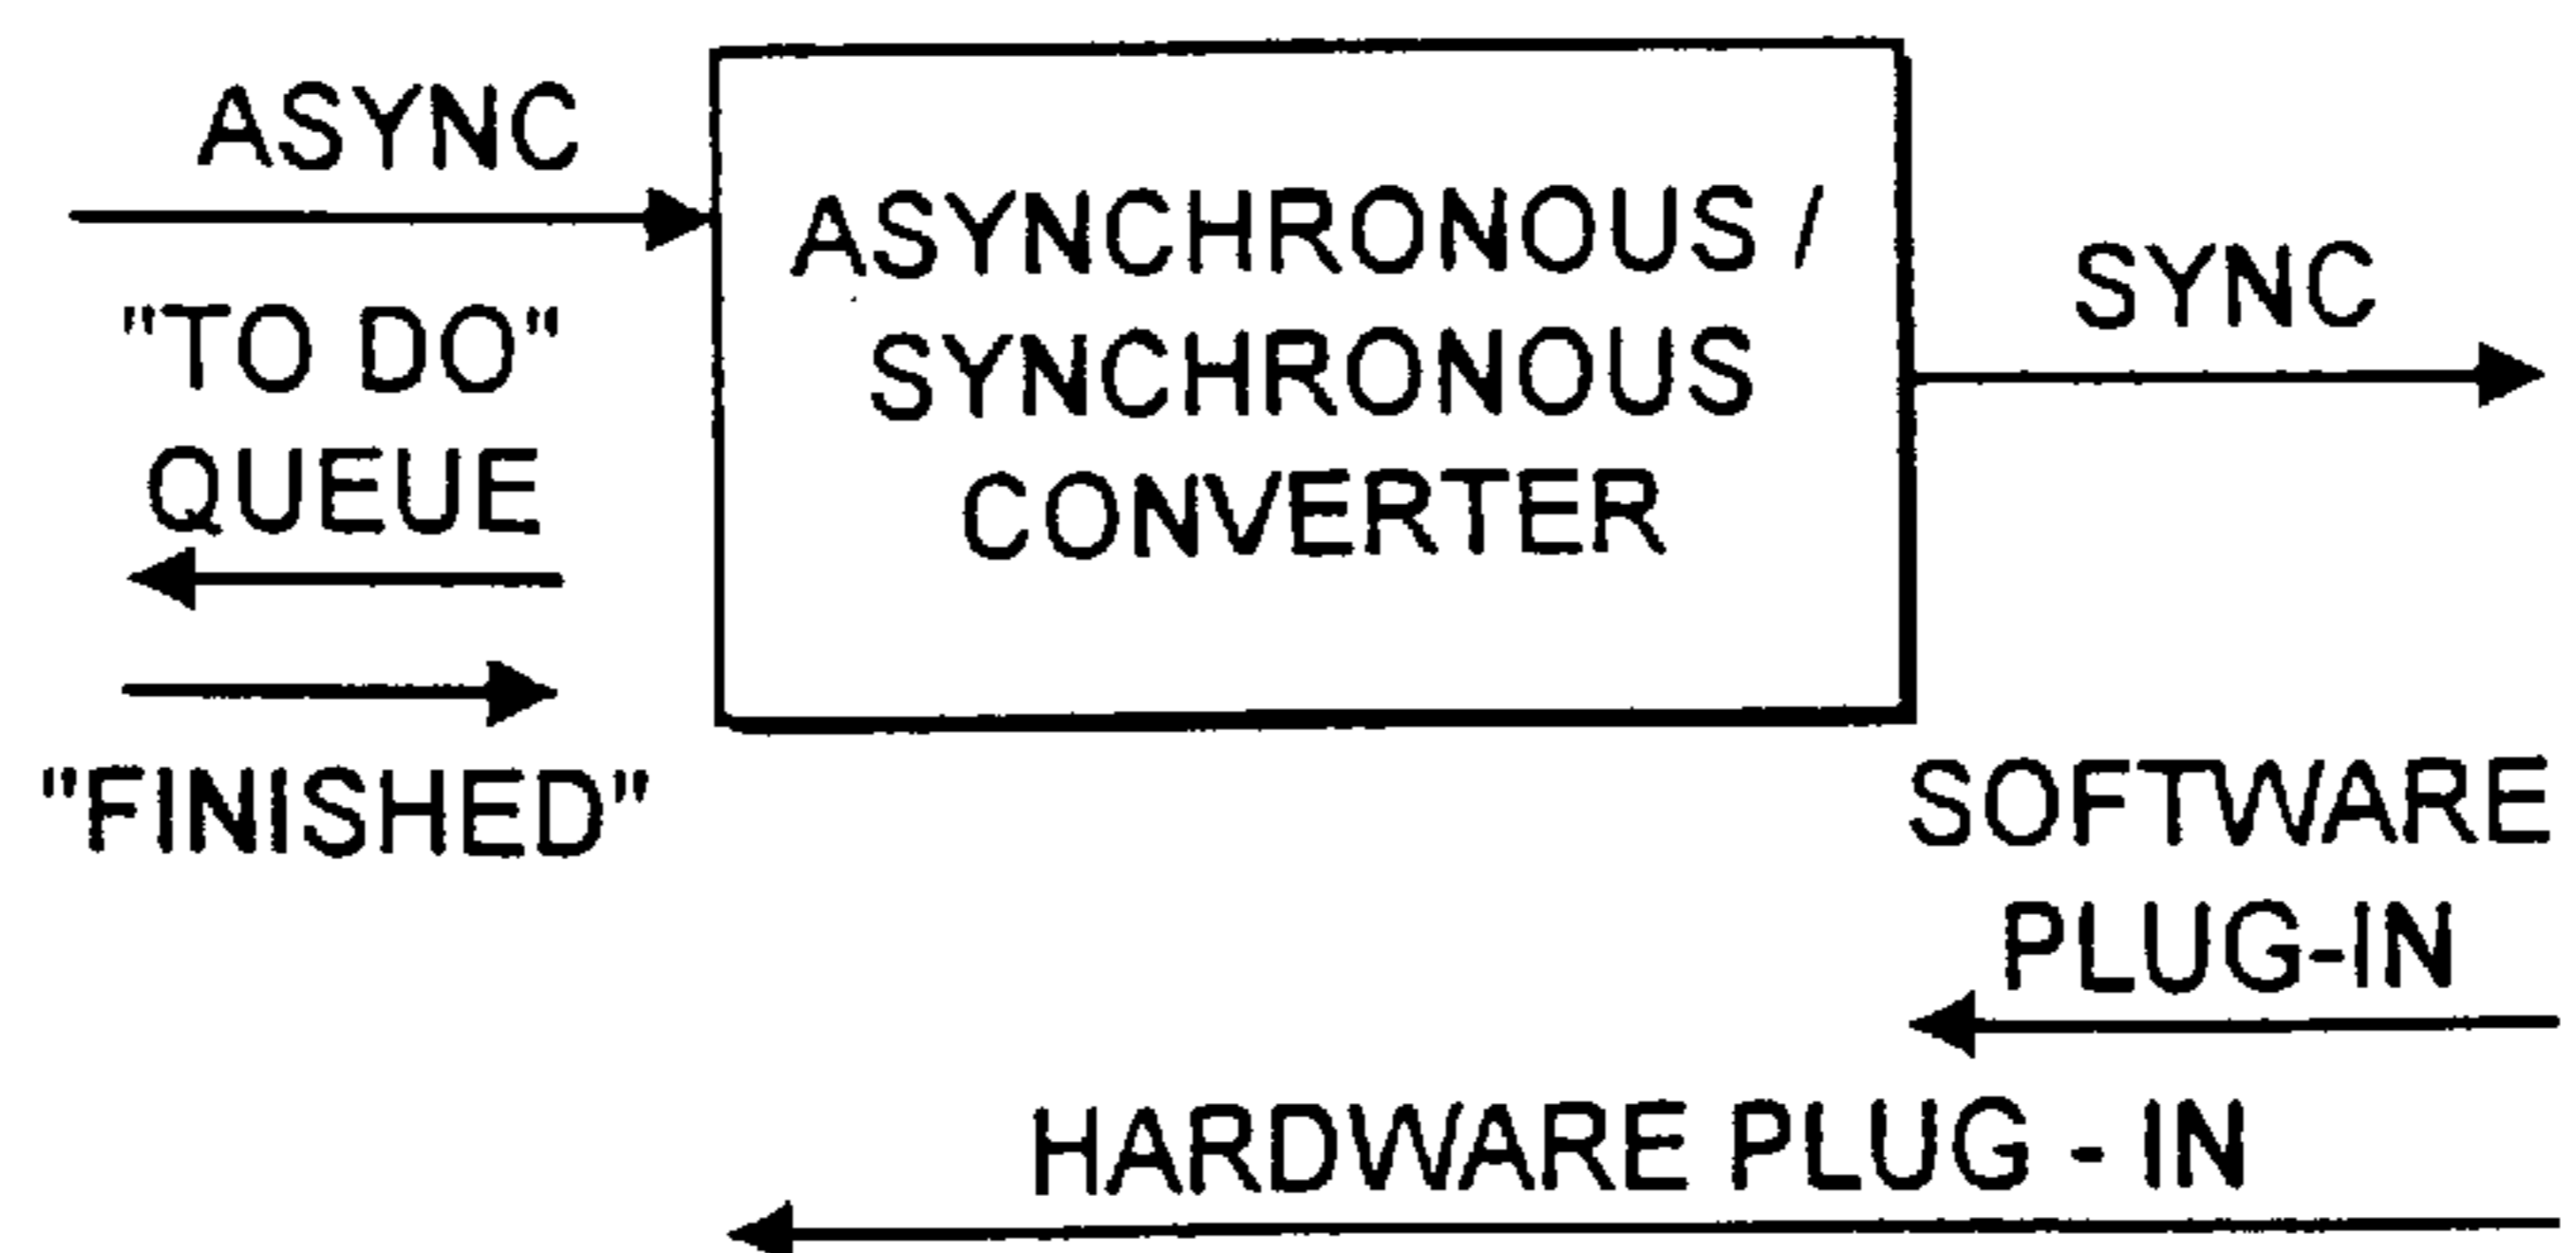 ASYNC
"TO DO"
QUEUE
"FINISHED"
ASYNCHRONOUS /
SYNCHRONOUS
CONVERTER
SYNC
SOFTWARE
PLUG-IN
HARDWARE PLUG - IN